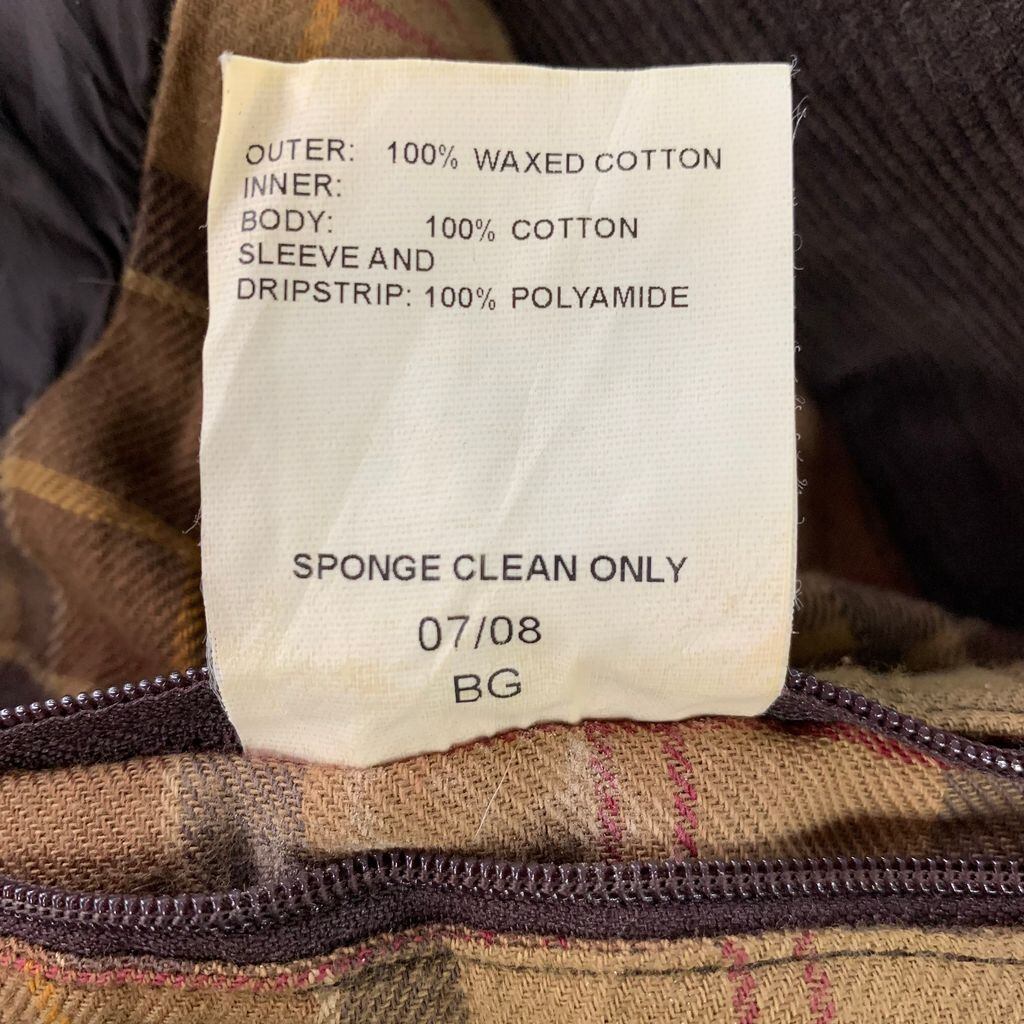 OUTER: 100% WAXED COTTON
INNER:
BODY: 100% COTTON
SLEEVE AND
DRIPSTRIP: 100% POLYAMIDE
SPONGE CLEAN ONLY
07/08
BG